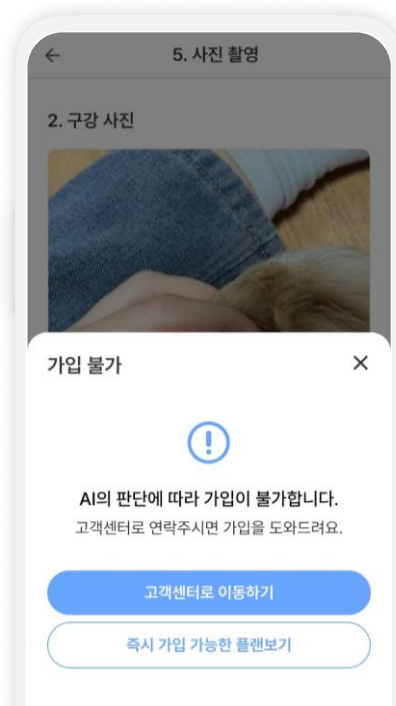 5. 사진 촬영
2. 구강 사진
가입 불가
AI의 판단에 따라 가입이 불가합니다.
고객센터로 연락주시면 가입을 도와드려요.
고객센터로 이동하기
즉시 가입 가능한 플랜보기